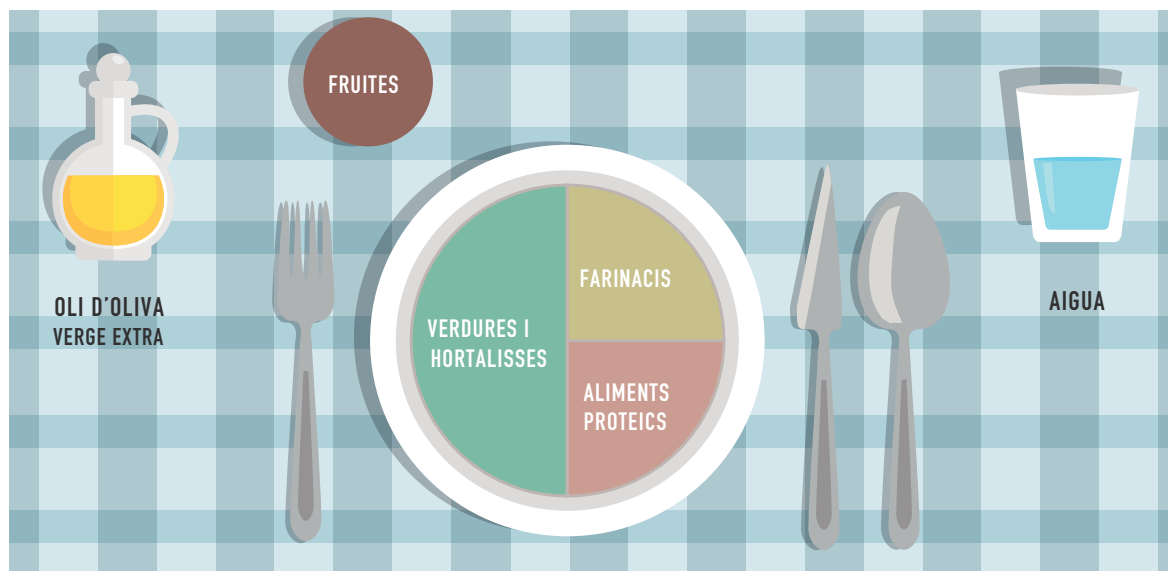 FRUITES
OLI D'OLIVA
VERGE EXTRA
VERDURES I
HORTALISSES
FARINACIS
ALIMENTS
PROTEICS
AIGUA